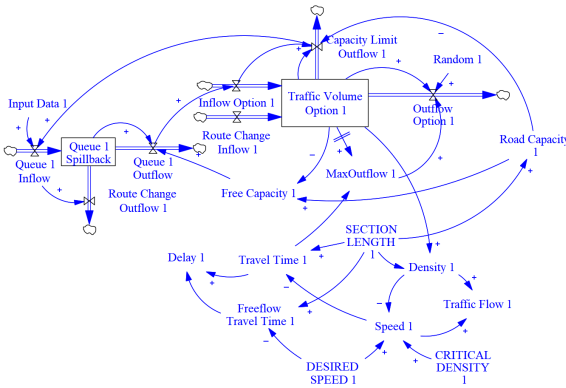 Capacity Limit
Outflow 1
Random 1
Input Data 1
Inflow Option 1
Traffic Volume
Option 1
Outflow
Option 1
Queue 1
Spillback
Route Change
Inflow 1
Road Capacity
1
Queue 1
Inflow
Queue 1
Outflow
MaxOutflow 1
Route Change
Outflow 1
Free Capacity 1
SECTION
LENGTH
1
Delay 1
Travel Time 1
Density 1
Freeflow
Travel Time 1
Traffic Flow 1
Speed 1
DESIRED
SPEED 1
CRITICAL
DENSITY
1